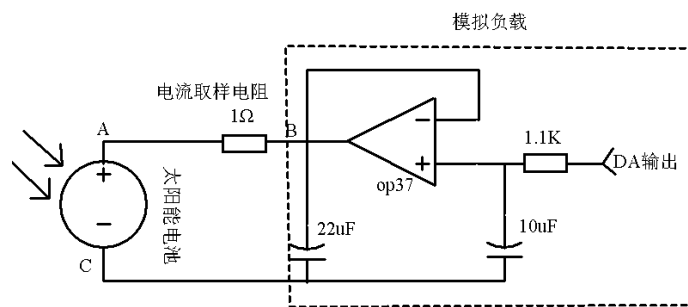 模拟负载
电流取样电阻
1Ω
A
B
1.1K
DA输出
op37
太阳能电池
C
22uF
10uF